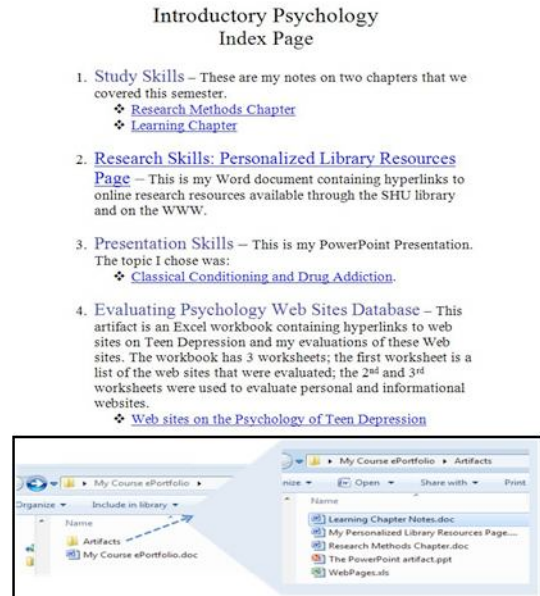 Introductory Psychology
Index Page
1. Study Skills – These are my notes on two chapters that we
covered this semester.
❖ Research Methods Chapter
❖ Learning Chapter
2. Research Skills: Personalized Library Resources
Page – This is my Word document containing hyperlinks to
online research resources available through the SHU library
and on the WWW.
3. Presentation Skills – This is my PowerPoint Presentation.
The topic I chose was:
❖ Classical Conditioning and Drug Addiction.
4. Evaluating Psychology Web Sites Database – This
artifact is an Excel workbook containing hyperlinks to web
sites on Teen Depression and my evaluations of these Web
sites. The workbook has 3 worksheets; the first worksheet is a
list of the web sites that were evaluated; the 2nd and 3rd
worksheets were used to evaluate personal and informational
websites.
❖ Web sites on the Psychology of Teen Depression
My Course ePortfolio
Organize Include in library
Name
Artifacts
My Course ePortfolio.doc
My Course ePortfolio Artifacts
nize Open Share with Print
Name
Learning Chapter Notes.doc
My Personalized Library Resources Page....
Research Methods Chapter.doc
The PowerPoint artifact.ppt
WebPages.xls